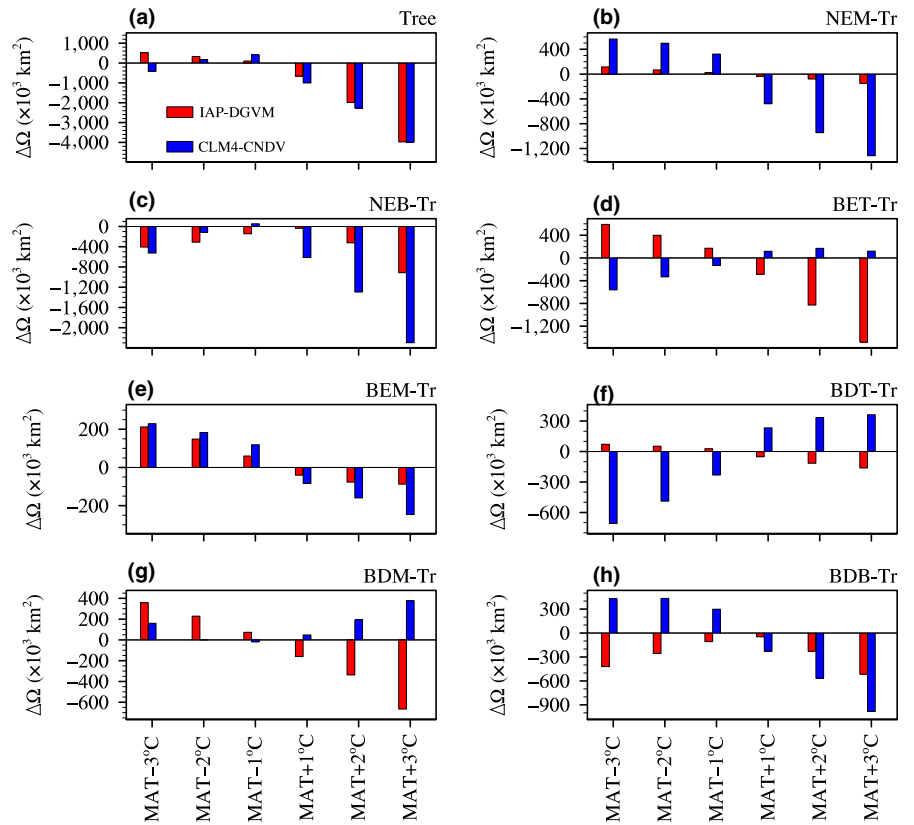 (a) Tree
ΔΩ (×10³ km²)
1,000
0
−1,000
−2,000
−3,000
−4,000
IAP-DGVM
CLM4-CNDV
(b) NEM-Tr
ΔΩ (×10³ km²)
400
0
−400
−800
−1,200
(c) NEB-Tr
ΔΩ (×10³ km²)
0
-400
−800
−1,200
−1,600
−2,000
(d) BET-Tr
ΔΩ (×10³ km²)
400
0
−400
−800
−1,200
(e) BEM-Tr
ΔΩ (×10³ km²)
200
0
−200
(f) BDT-Tr
ΔΩ (×10³ km²)
300
0
−300
−600
(g) BDM-Tr
ΔΩ (×10³ km²)
400
200
0
−200
−400
−600
MAT−3°C
MAT−2°C
MAT−1°C
MAT+1°C
MAT+2°C
MAT+3°C
(h) BDB-Tr
ΔΩ (×10³ km²)
300
0
−300
−600
−900
MAT−3°C
MAT−2°C
MAT−1°C
MAT+1°C
MAT+2°C
MAT+3°C